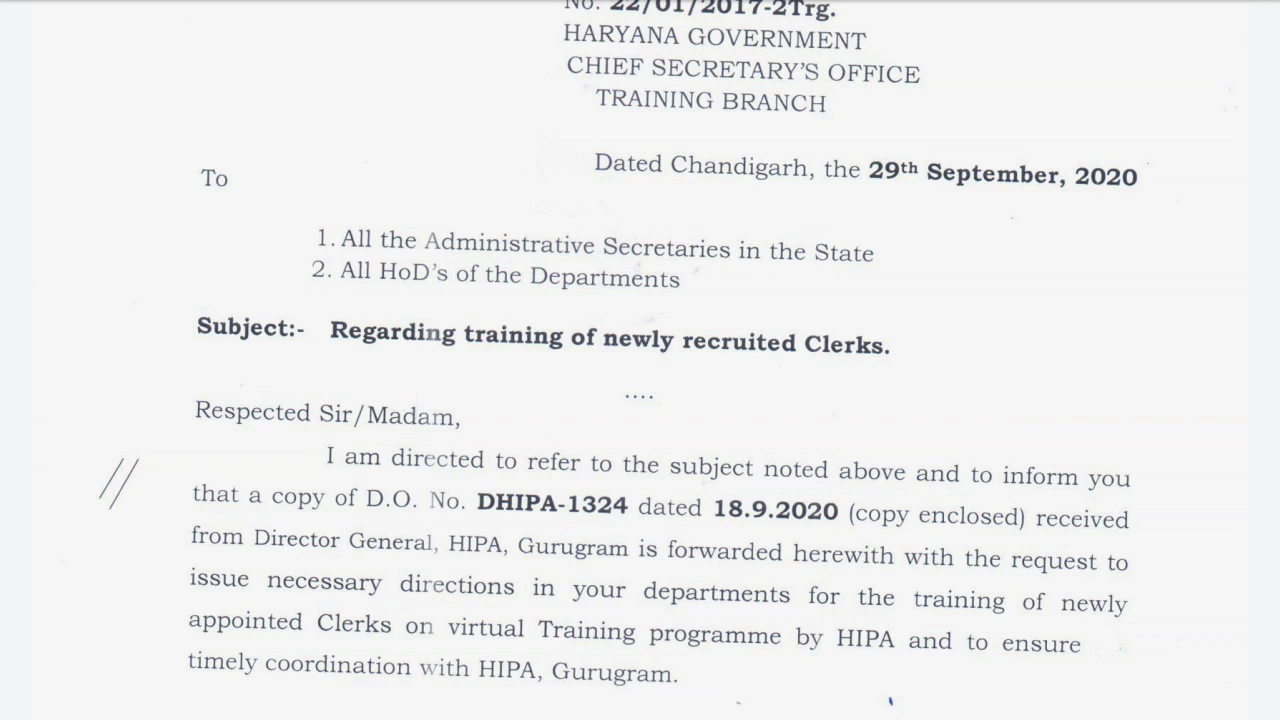 No. 22/01/2017-2Trg.
HARYANA GOVERNMENT
CHIEF SECRETARY'S OFFICE
TRAINING BRANCH
Dated Chandigarh, the 29th September, 2020
To
1. All the Administrative Secretaries in the State
2. All HoD's of the Departments
Subject:- Regarding training of newly recruited Clerks.
....
Respected Sir/Madam,
I am directed to refer to the subject noted above and to inform you
that a copy of D.O. No. DHIPA-1324 dated 18.9.2020 (copy enclosed) received
from Director General, HIPA, Gurugram is forwarded herewith with the request to
issue necessary directions in your departments for the training of newly
appointed Clerks on virtual Training programme by HIPA and to ensure
timely coordination with HIPA, Gurugram.